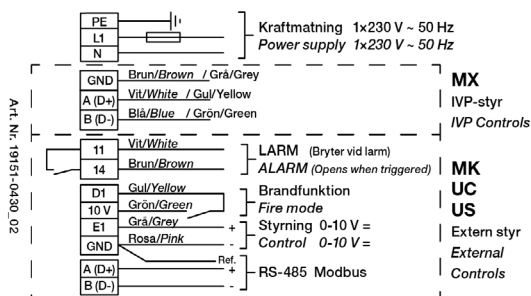 PE
L1
N
Kraftmatning 1×230 V ~ 50 Hz
Power supply 1×230 V ~ 50 Hz
GND Brun/Brown / Grå/Grey
A (D+) Vit/White / Gul/Yellow
B (D-) Blå/Blue / Grön/Green
MX
IVP-styr
IVP Controls
11 Vit/White
14 Brun/Brown
LARM (Bryter vid larm)
ALARM (Opens when triggered)
D1 Gul/Yellow
10 V Grön/Green
Brandfunktion
Fire mode
E1 Grå/Grey +
GND Rosa/Pink -
Styrning 0-10 V =
Control 0-10 V =
Ref.
A (D+) +
B (D-) -
RS-485 Modbus
MK
UC
US
Extern styr
External
Controls
Art. Nr. 19151-0430_02